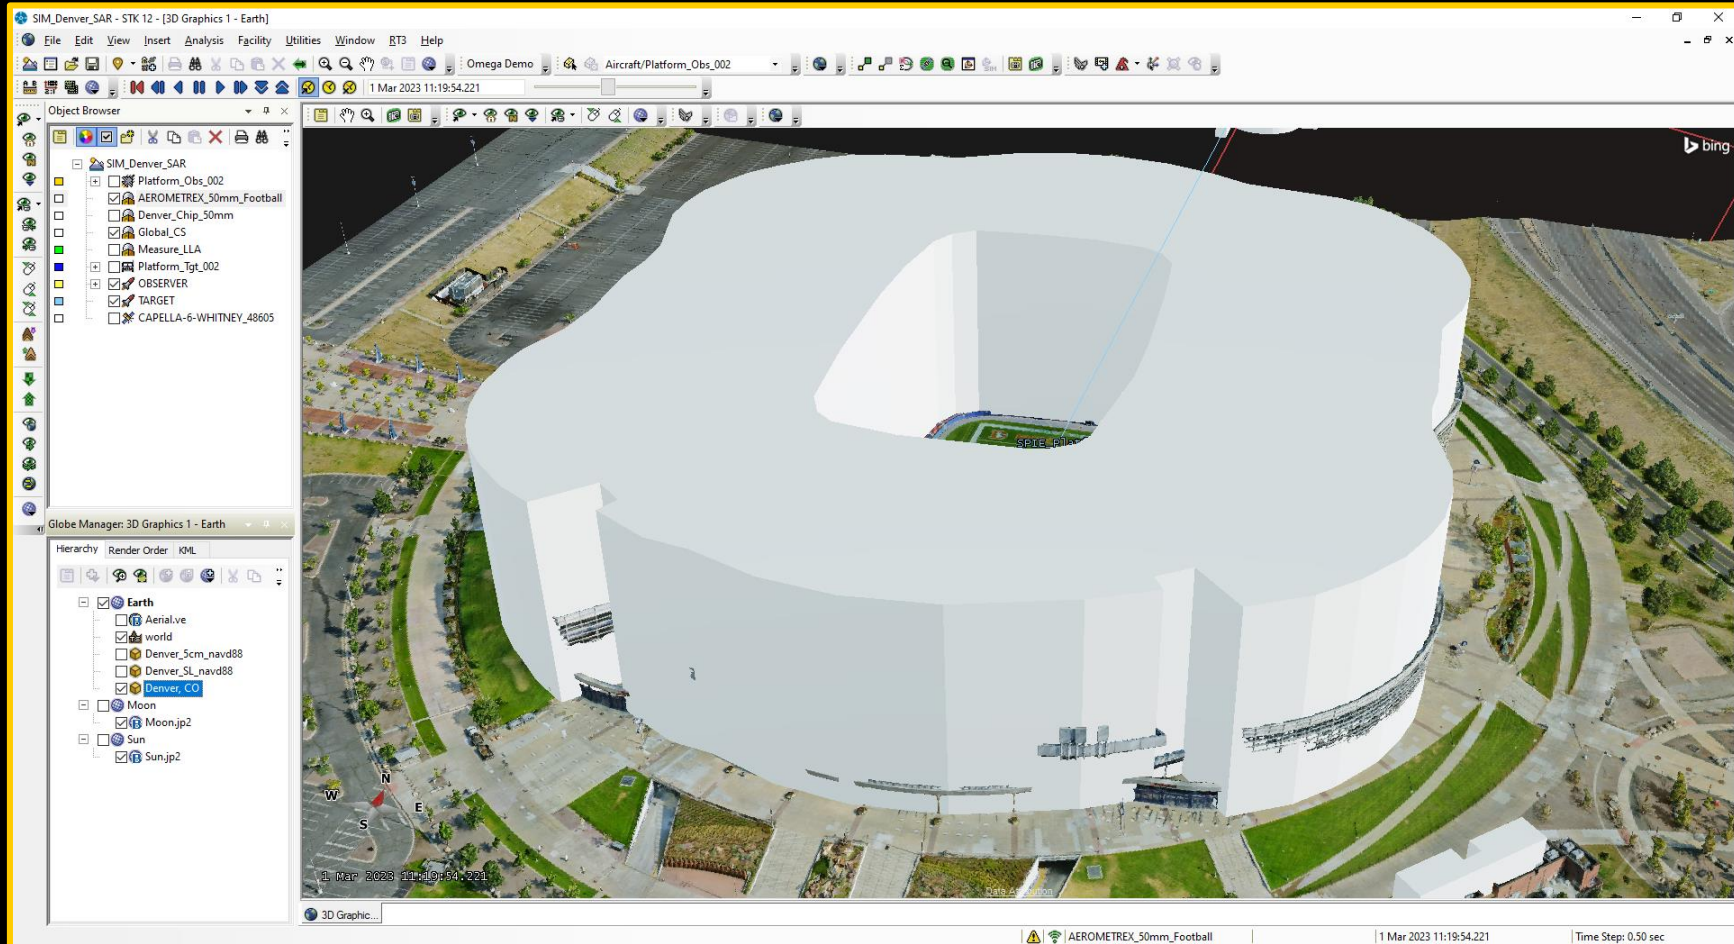 SIM_Denver_SAR - STK 12 - [3D Graphics 1 - Earth]
File Edit View Insert Analysis Facility Utilities Window RT3 Help
Omega Demo Aircraft/Platform_Obs_002
1 Mar 2023 11:19:54.221
Object Browser
SIM_Denver_SAR
Platform_Obs_002
AEROMETREX_50mm_Football
Denver_Chip_50mm
Global_CS
Measure_LLA
Platform_Tgt_002
OBSERVER
TARGET
CAPELLA-6-WHITNEY_48605
Globe Manager: 3D Graphics 1 - Earth
Hierarchy Render Order KML
Earth
Aerial.ve
world
Denver_5cm_navd88
Denver_SL_navd88
Denver, CO
Moon
Moon.jp2
Sun
Sun.jp2
bing
SPIE
N
W
E
S
1 Mar 2023 11:19:54.221
Data Attribution
3D Graphic...
AEROMETREX_50mm_Football 1 Mar 2023 11:19:54.221 Time Step: 0.50 sec